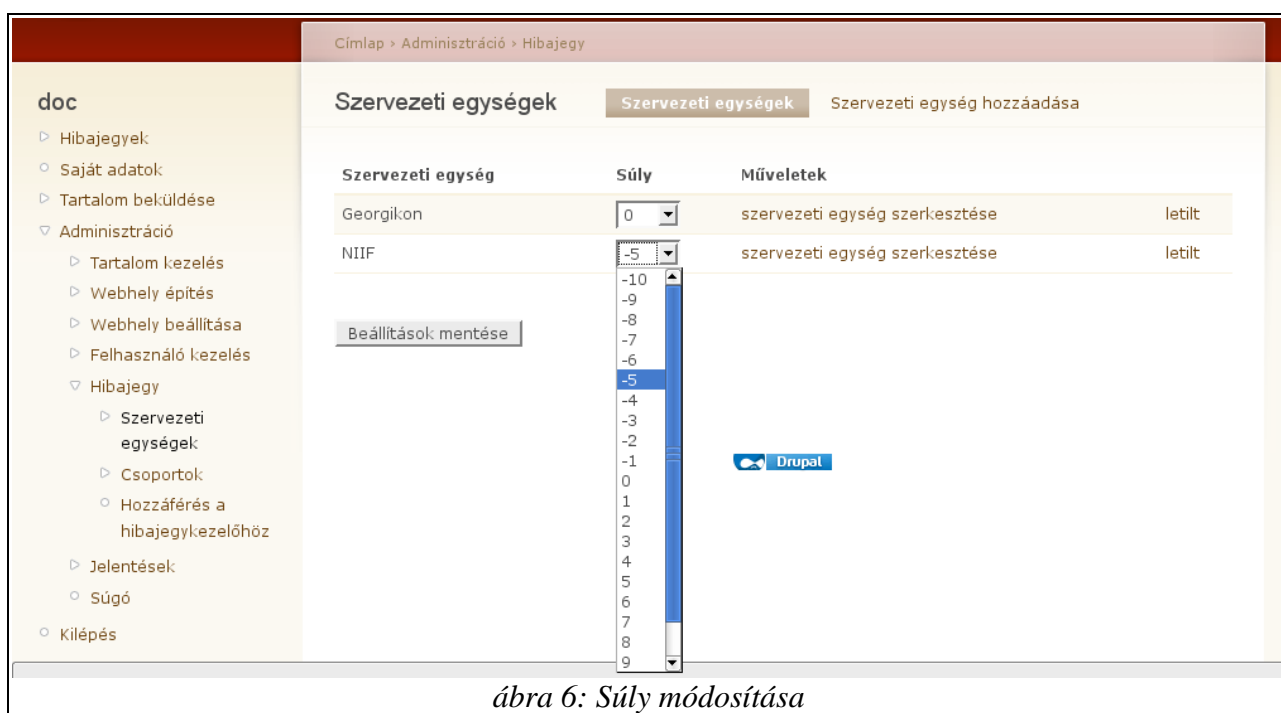 Címlap › Adminisztráció › Hibajegy
doc
Hibajegyek
Saját adatok
Tartalom beküldése
Adminisztráció
Tartalom kezelés
Webhely építés
Webhely beállítása
Felhasználó kezelés
Hibajegy
Szervezeti
egységek
Csoportok
Hozzáférés a
hibajegykezelőhöz
Jelentések
Súgó
Kilépés
Szervezeti egységek Szervezeti egységek Szervezeti egység hozzáadása
Szervezeti egység Súly Műveletek
Georgikon 0 szervezeti egység szerkesztése letilt
NIIF -5 szervezeti egység szerkesztése letilt
-10
-9
-8
-7
-6
-5
-4
-3
-2
-1
0
1
2
3
4
5
6
7
8
9
Beállítások mentése
Drupal
ábra 6: Súly módosítása